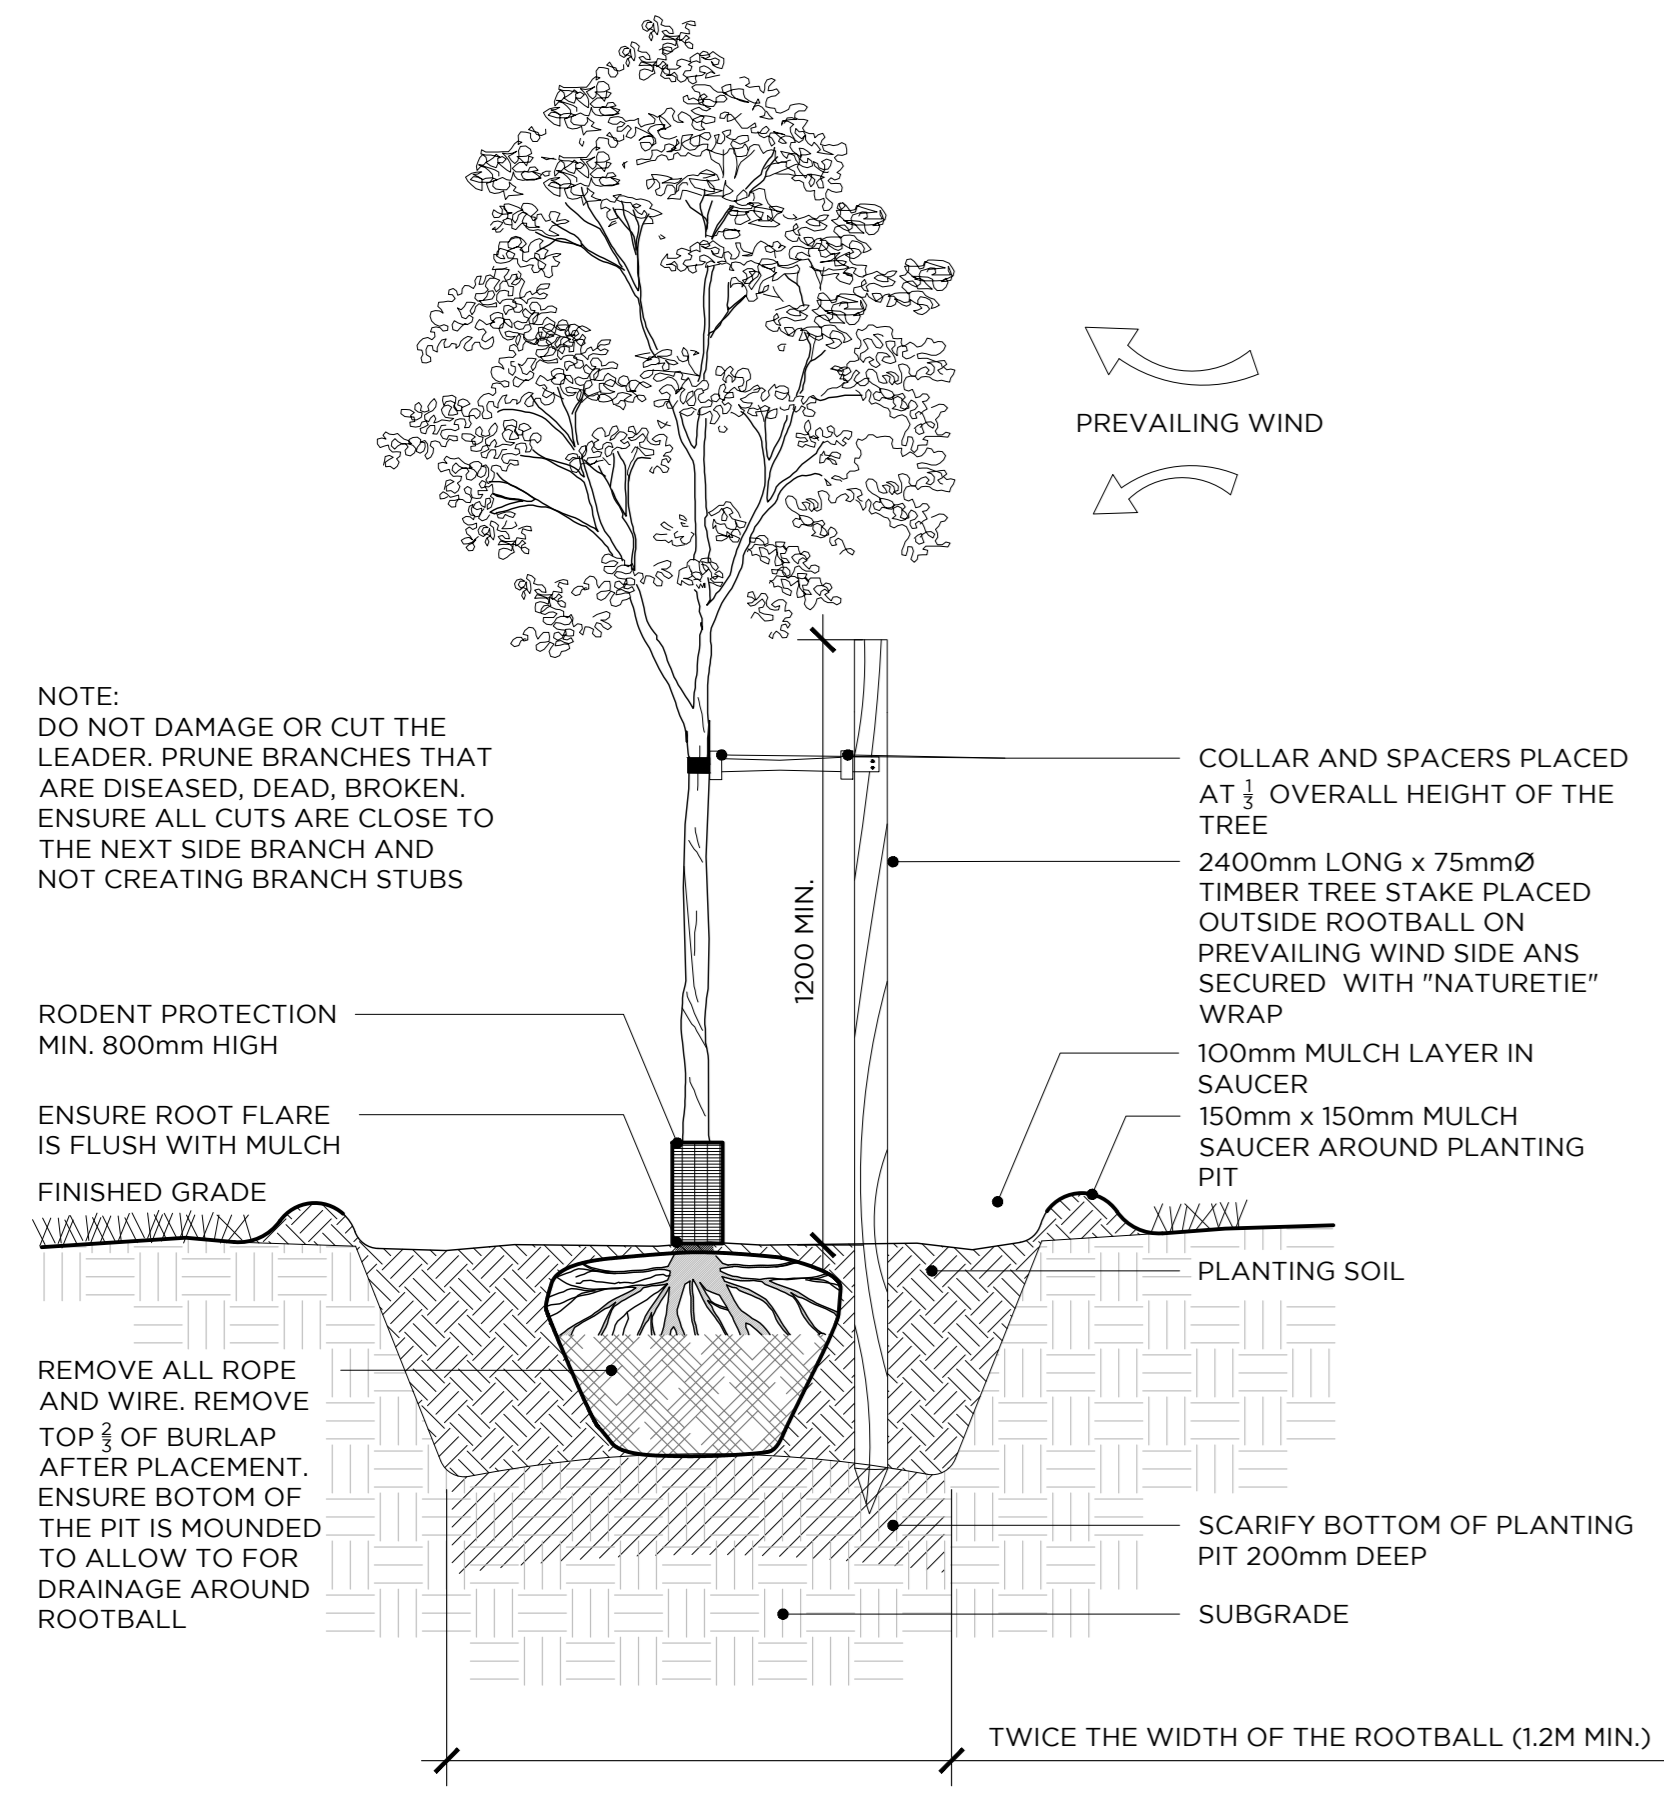 PREVAILING WIND
NOTE:
DO NOT DAMAGE OR CUT THE
LEADER. PRUNE BRANCHES THAT
ARE DISEASED, DEAD, BROKEN.
ENSURE ALL CUTS ARE CLOSE TO
THE NEXT SIDE BRANCH AND
NOT CREATING BRANCH STUBS
RODENT PROTECTION
MIN. 800mm HIGH
ENSURE ROOT FLARE
IS FLUSH WITH MULCH
FINISHED GRADE
REMOVE ALL ROPE
AND WIRE. REMOVE
TOP 2/3 OF BURLAP
AFTER PLACEMENT.
ENSURE BOTOM OF
THE PIT IS MOUNDED
TO ALLOW TO FOR
DRAINAGE AROUND
ROOTBALL
1200 MIN.
COLLAR AND SPACERS PLACED
AT 1/3 OVERALL HEIGHT OF THE
TREE
2400mm LONG x 75mmØ
TIMBER TREE STAKE PLACED
OUTSIDE ROOTBALL ON
PREVAILING WIND SIDE ANS
SECURED WITH "NATURETIE"
WRAP
100mm MULCH LAYER IN
SAUCER
150mm x 150mm MULCH
SAUCER AROUND PLANTING
PIT
PLANTING SOIL
SCARIFY BOTTOM OF PLANTING
PIT 200mm DEEP
SUBGRADE
TWICE THE WIDTH OF THE ROOTBALL (1.2M MIN.)